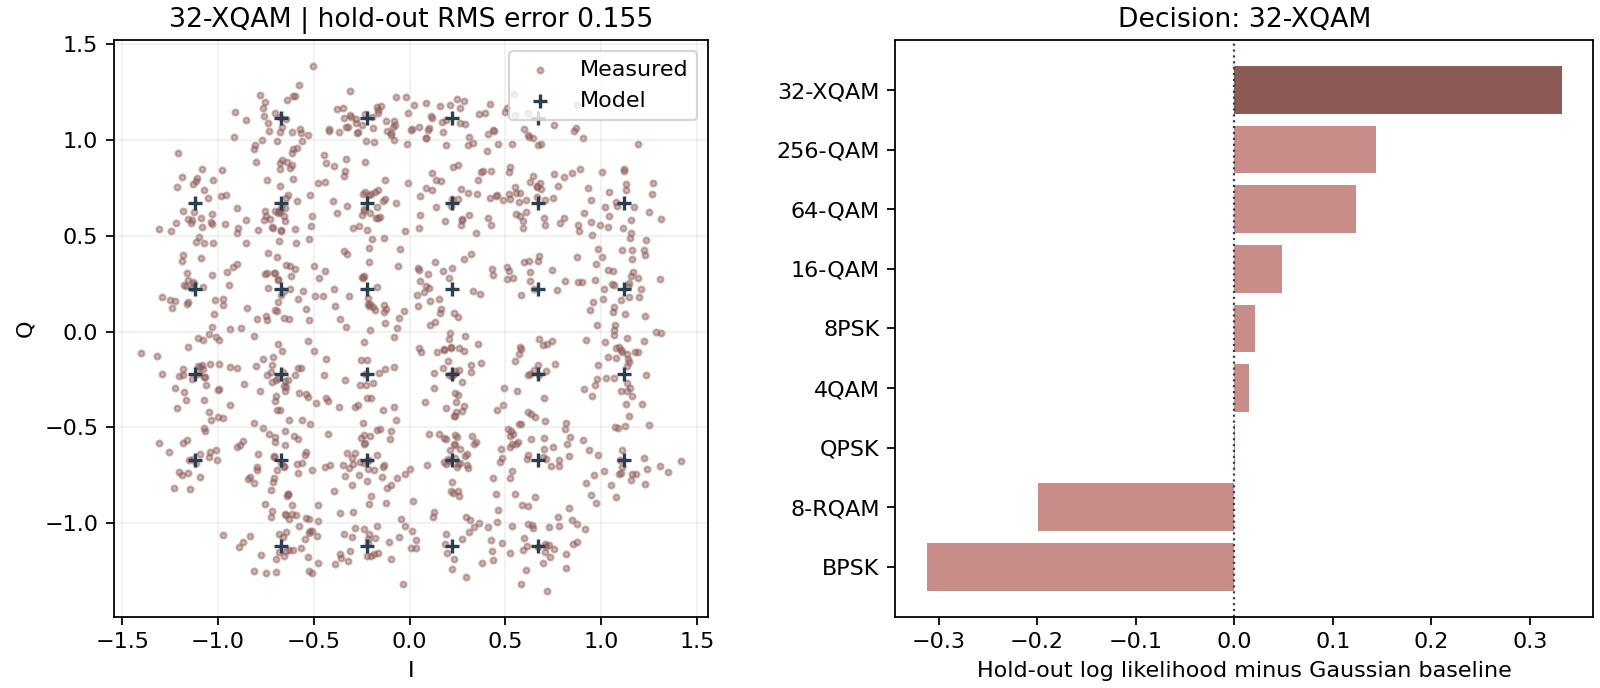 32-XQAM | hold-out RMS error 0.155
Measured
Model
1.5
1.0
0.5
0.0
−0.5
−1.0
Q
−1.5
−1.0
−0.5
0.0
0.5
1.0
1.5
I
Decision: 32-XQAM
32-XQAM
256-QAM
64-QAM
16-QAM
8PSK
4QAM
QPSK
8-RQAM
BPSK
−0.3
−0.2
−0.1
0.0
0.1
0.2
0.3
Hold-out log likelihood minus Gaussian baseline